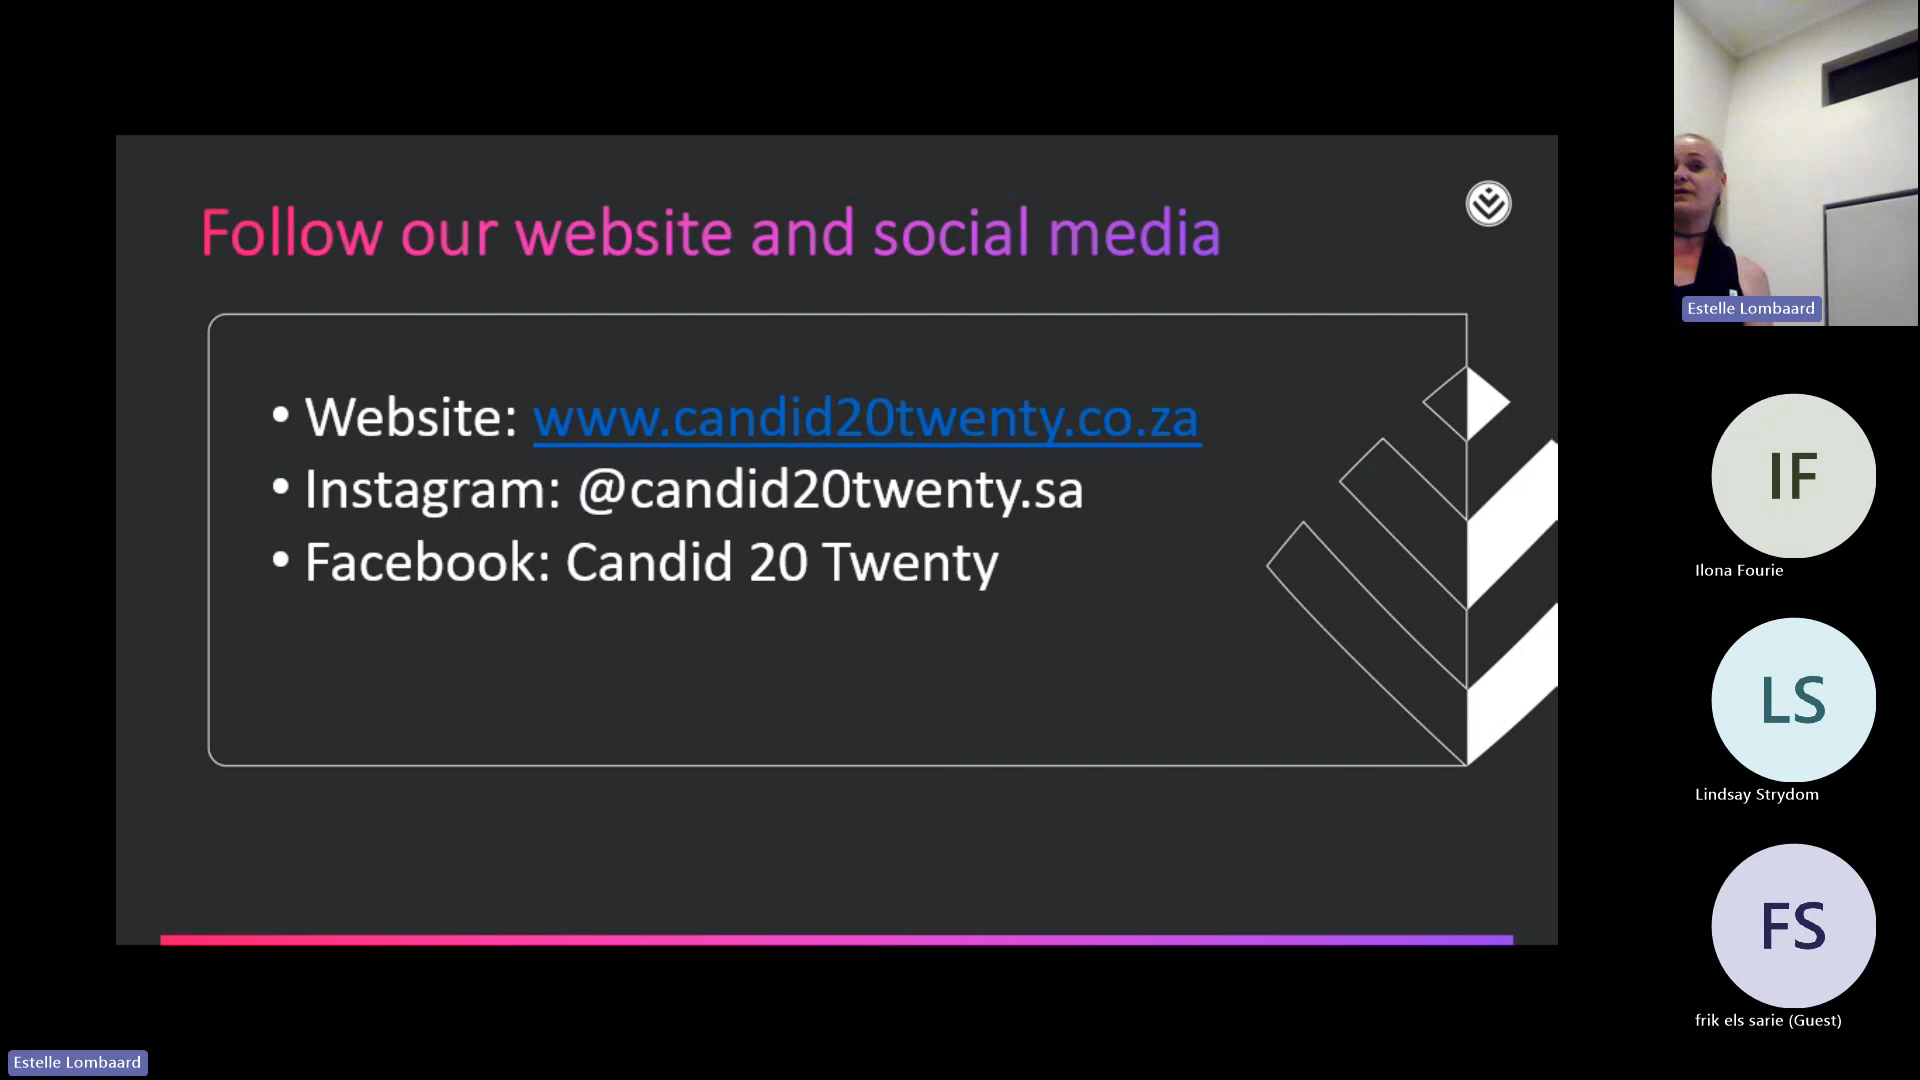 Follow our website and social media
• Website: www.candid20twenty.co.za
• Instagram: @candid20twenty.sa
• Facebook: Candid 20 Twenty
Estelle Lombaard
IF
Ilona Fourie
LS
Lindsay Strydom
FS
frik els sarie (Guest)
Estelle Lombaard